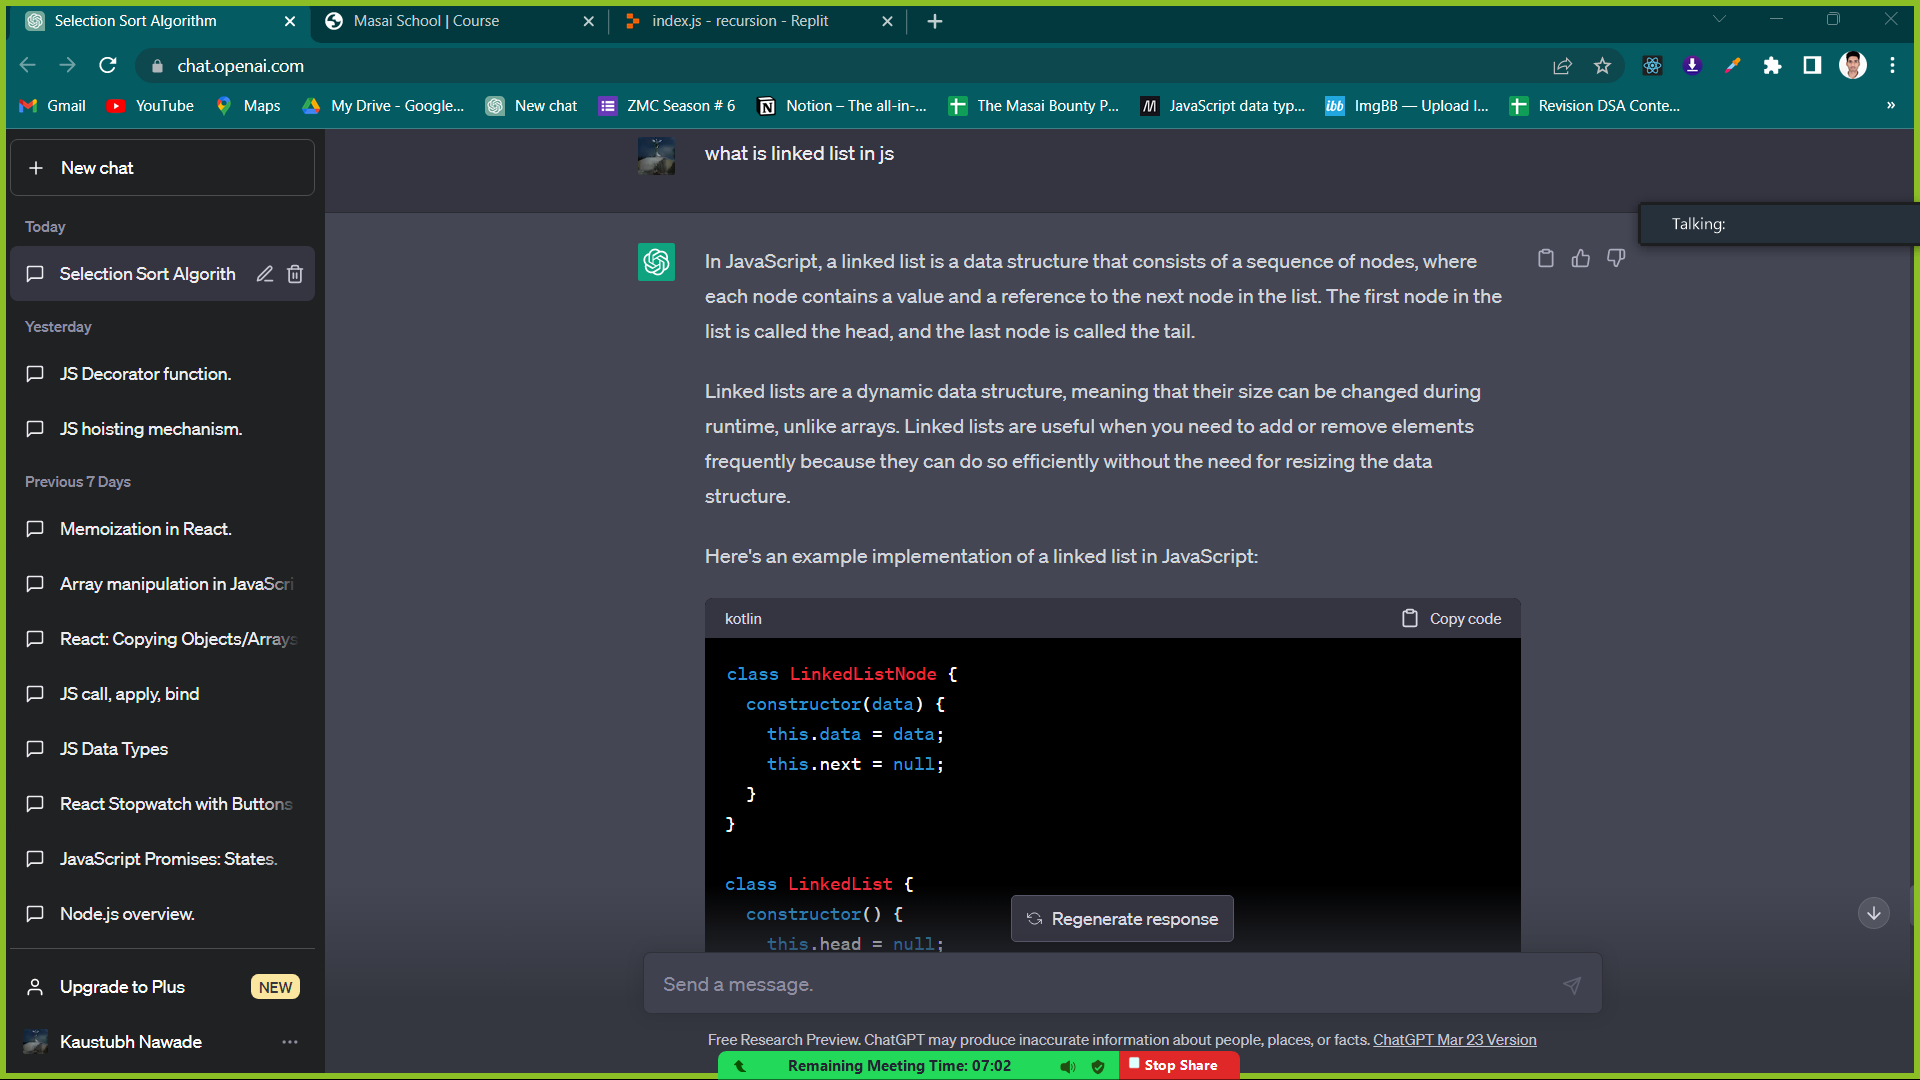 Selection Sort Algorithm
Masai School | Course
index.js - recursion - Replit
chat.openai.com
Gmail
YouTube
Maps
My Drive - Google...
New chat
ZMC Season # 6
Notion – The all-in-...
The Masai Bounty P...
JavaScript data typ...
ibb
ImgBB — Upload I...
Revision DSA Conte...
»
New chat
Today
Selection Sort Algorith
Yesterday
JS Decorator function.
JS hoisting mechanism.
Previous 7 Days
Memoization in React.
Array manipulation in JavaScri
React: Copying Objects/Arrays
JS call, apply, bind
JS Data Types
React Stopwatch with Buttons
JavaScript Promises: States.
Node.js overview.
Upgrade to Plus
NEW
Kaustubh Nawade
what is linked list in js
Talking:
In JavaScript, a linked list is a data structure that consists of a sequence of nodes, where
each node contains a value and a reference to the next node in the list. The first node in the
list is called the head, and the last node is called the tail.
Linked lists are a dynamic data structure, meaning that their size can be changed during
runtime, unlike arrays. Linked lists are useful when you need to add or remove elements
frequently because they can do so efficiently without the need for resizing the data
structure.
Here's an example implementation of a linked list in JavaScript:
kotlin
Copy code
class LinkedListNode {
constructor(data) {
this.data = data;
this.next = null;
}
}
class LinkedList {
constructor() {
this.head = null;
Regenerate response
Send a message.
Free Research Preview. ChatGPT may produce inaccurate information about people, places, or facts. ChatGPT Mar 23 Version
Remaining Meeting Time: 07:02
Stop Share